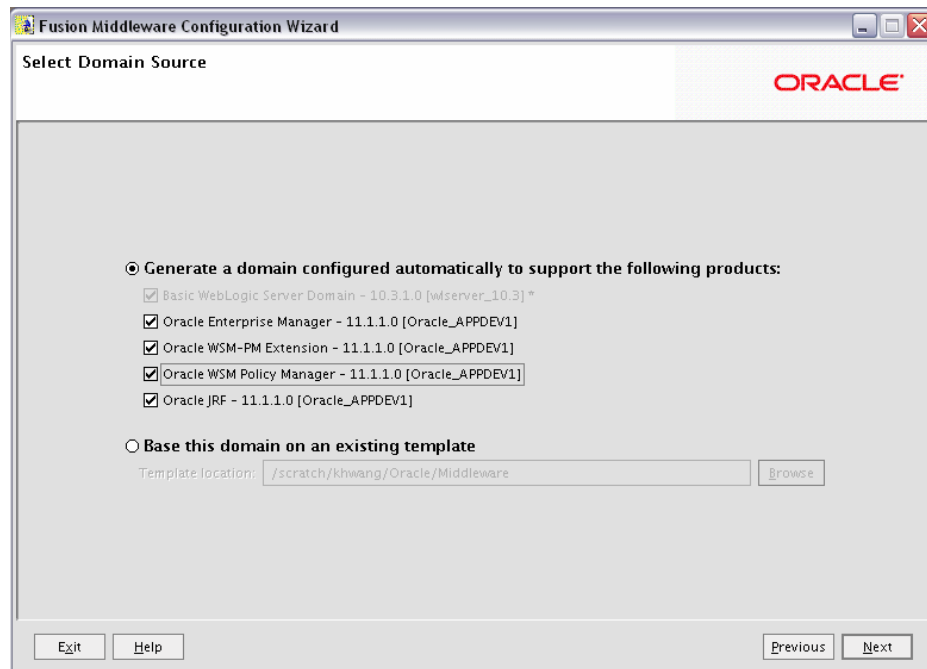 Fusion Middleware Configuration Wizard
Select Domain Source
ORACLE
Generate a domain configured automatically to support the following products:
Basic WebLogic Server Domain - 10.3.1.0 [wlserver_10.3] *
Oracle Enterprise Manager - 11.1.1.0 [Oracle_APPDEV1]
Oracle WSM-PM Extension - 11.1.1.0 [Oracle_APPDEV1]
Oracle WSM Policy Manager - 11.1.1.0 [Oracle_APPDEV1]
Oracle JRF - 11.1.1.0 [Oracle_APPDEV1]
Base this domain on an existing template
Template location: /scratch/khwang/Oracle/Middleware Browse
Exit Help Previous Next